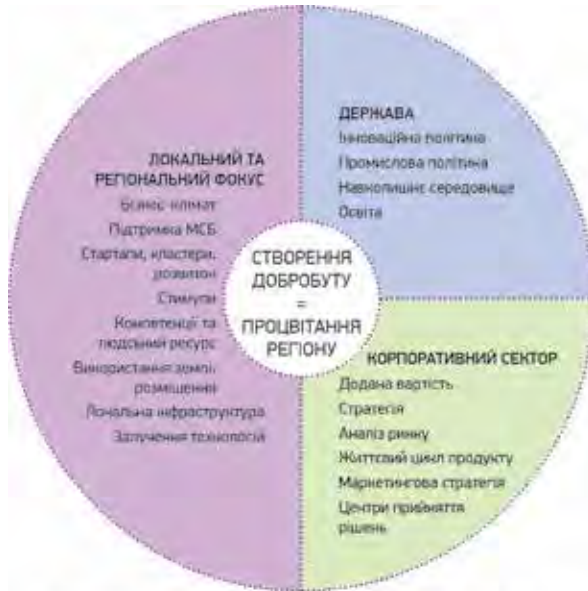 ЛОКАЛЬНИЙ ТА
РЕГІОНАЛЬНИЙ ФОКУС
Бізнес-клімат
Підтримка МСБ
Стартапи, кластери,
розвиток
Стимули
Компетенції та
людський ресурс
Використання землі,
розміщення
Локальна інфраструктура
Залучення технологій
СТВОРЕННЯ
ДОБРОБУТУ
=
ПРОЦВІТАННЯ
РЕГІОНУ
ДЕРЖАВА
Інноваційна політика
Промислова політика
Навколишнє середовище
Освіта
КОРПОРАТИВНИЙ СЕКТОР
Додана вартість
Стратегія
Аналіз ринку
Життєвий цикл продукту
Маркетингова стратегія
Центри прийняття
рішень